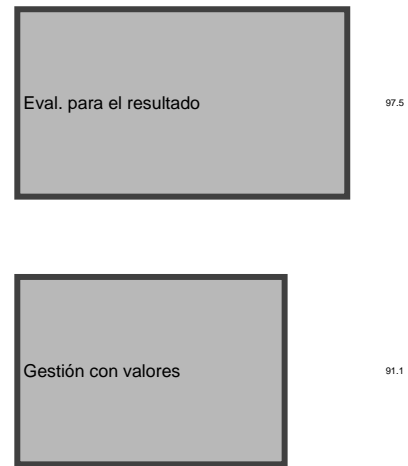 Eval. para el resultado 97.5
Gestión con valores 91.1